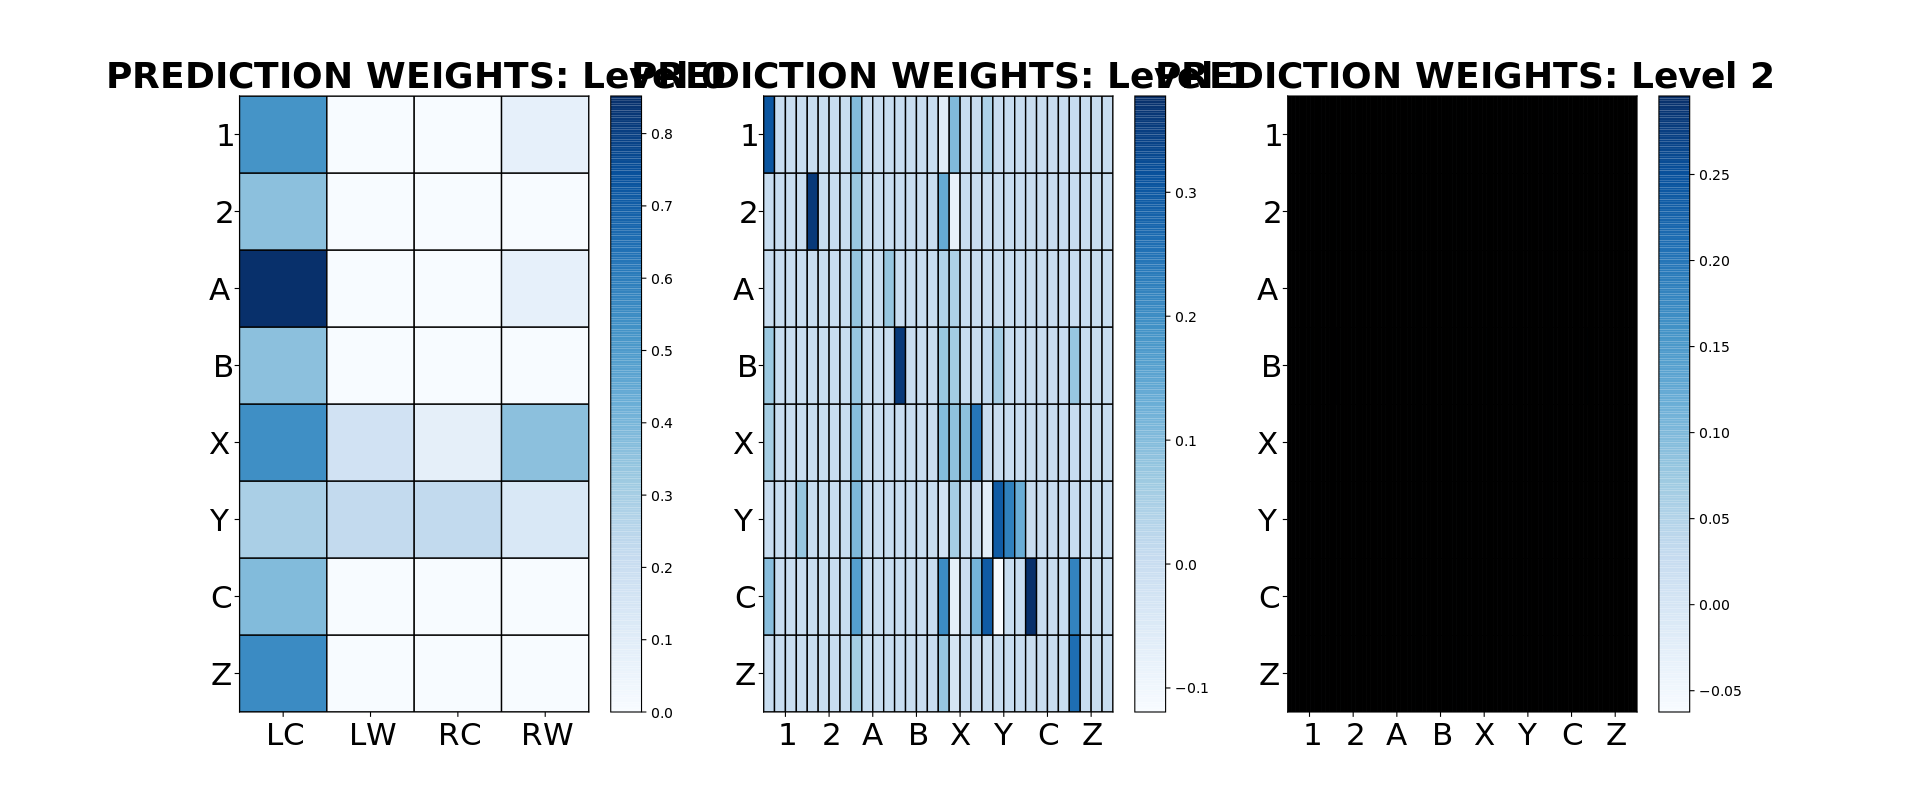 PREDICTION WEIGHTS: Level 0
PREDICTION WEIGHTS: Level 1
PREDICTION WEIGHTS: Level 2
1
2
A
B
X
Y
C
Z
LC LW RC RW
0.8
0.7
0.6
0.5
0.4
0.3
0.2
0.1
0.0
1
2
A
B
X
Y
C
Z
1 2 A B X Y C Z
0.3
0.2
0.1
0.0
−0.1
1
2
A
B
X
Y
C
Z
1 2 A B X Y C Z
0.25
0.20
0.15
0.10
0.05
0.00
−0.05